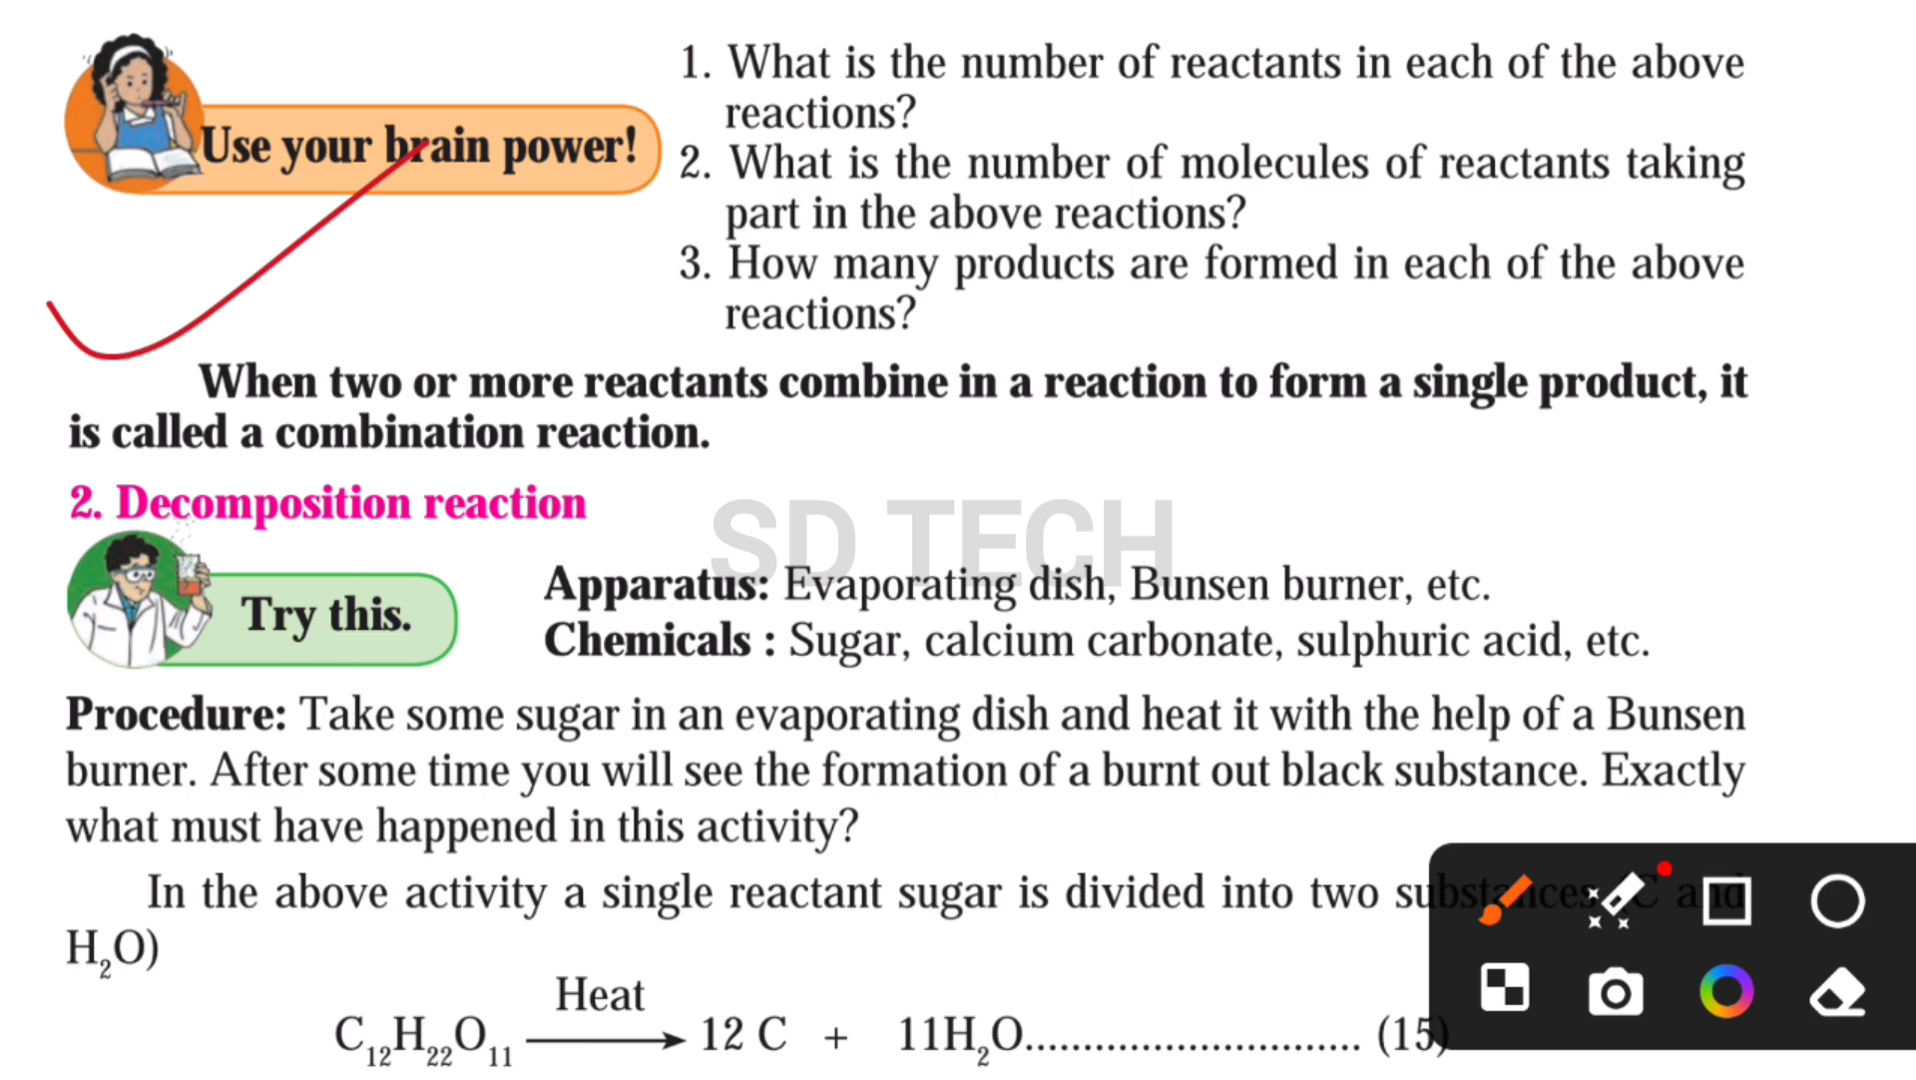 1. What is the number of reactants in each of the above
reactions?
Use your brain power!
2. What is the number of molecules of reactants taking
part in the above reactions?
3. How many products are formed in each of the above
reactions?
When two or more reactants combine in a reaction to form a single product, it
is called a combination reaction.
2. Decomposition reaction
SD TECH
Try this.
Apparatus: Evaporating dish, Bunsen burner, etc.
Chemicals : Sugar, calcium carbonate, sulphuric acid, etc.
Procedure: Take some sugar in an evaporating dish and heat it with the help of a Bunsen
burner. After some time you will see the formation of a burnt out black substance. Exactly
what must have happened in this activity?
In the above activity a single reactant sugar is divided into two substances (C and
H₂O)
Heat
C₁₂H₂₂O₁₁ ⟶ 12 C + 11H₂O............................. (15)